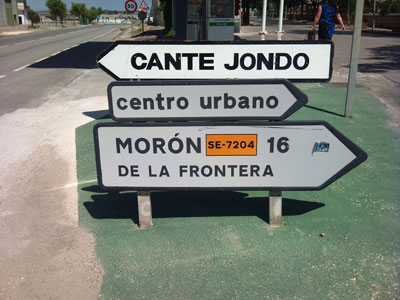 50
CANTE JONDO
centro urbano
MORÓN SE-7204 16
DE LA FRONTERA